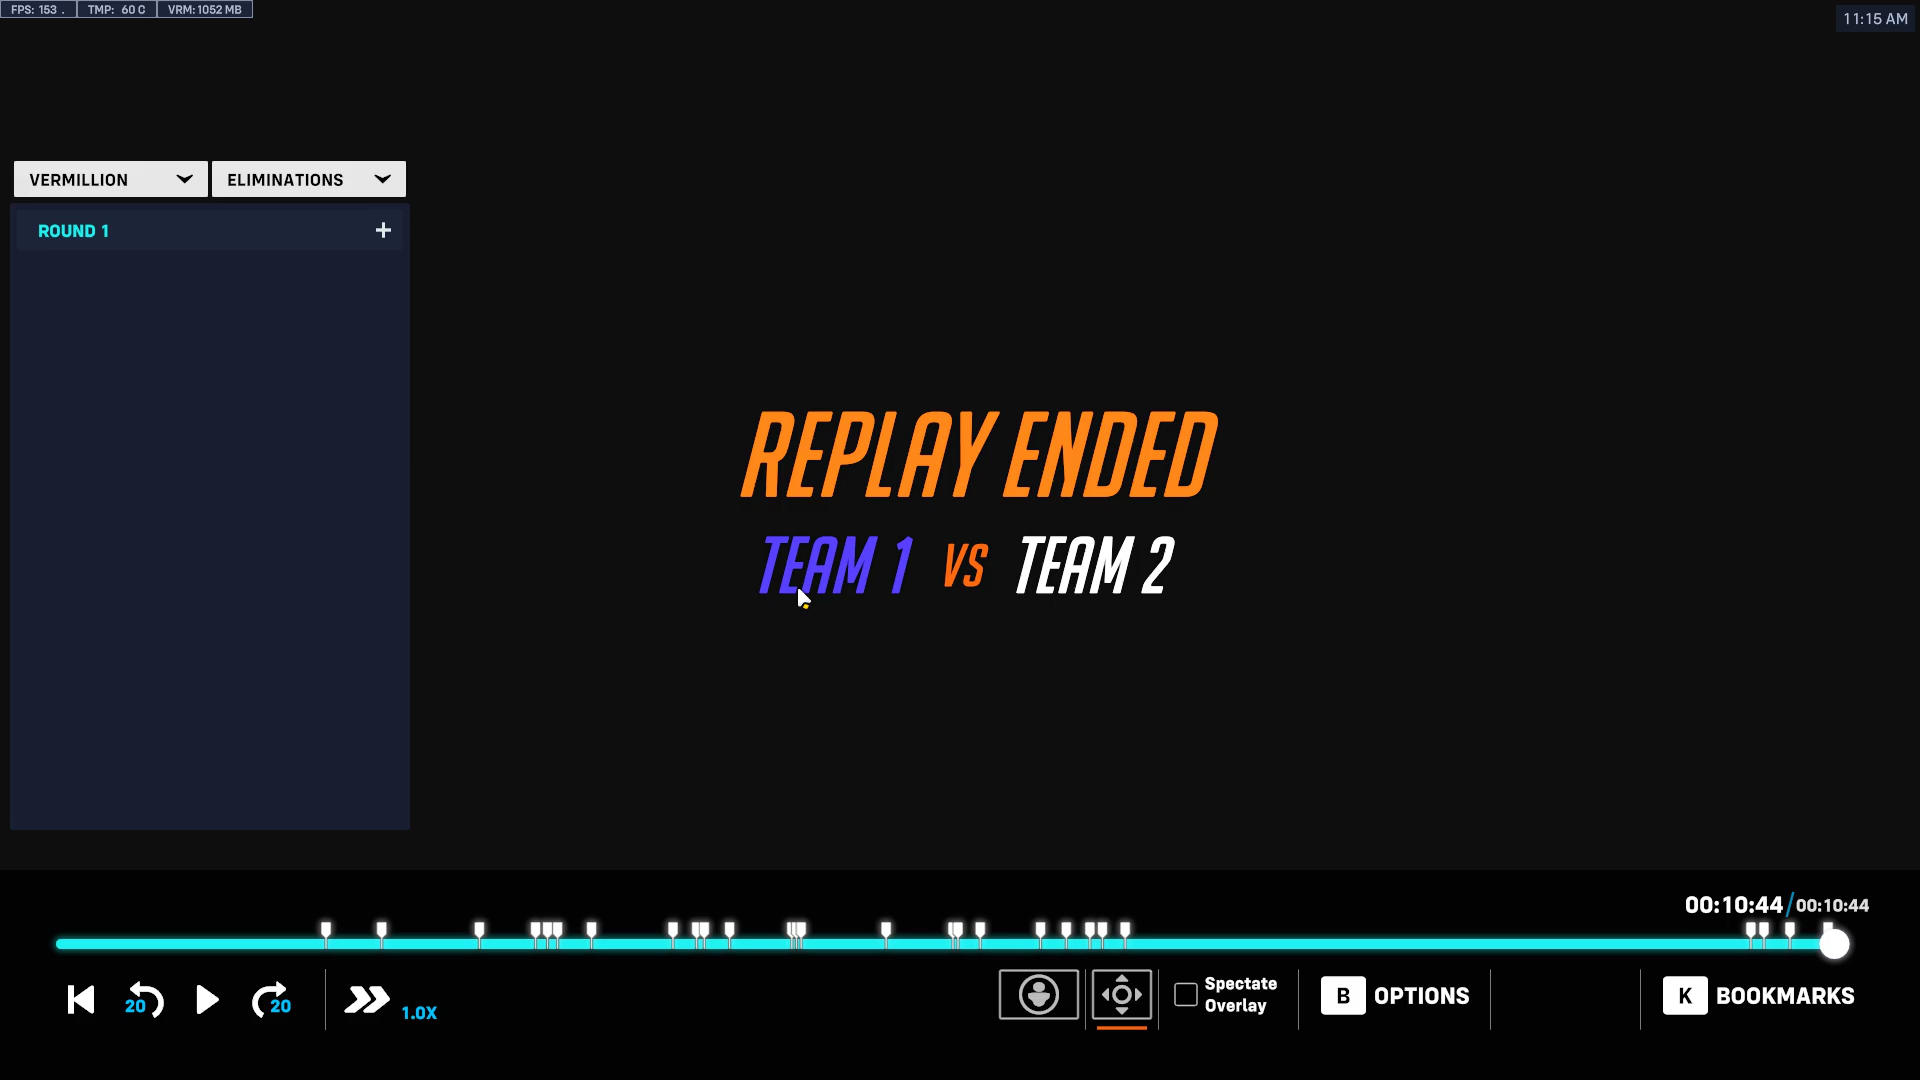 FPS: 153 . TMP: 60 C VRM: 1052 MB
11:15 AM
VERMILLION ELIMINATIONS
ROUND 1 +
REPLAY ENDED
TEAM 1 VS TEAM 2
00:10:44/00:10:44
20 20 1.0X
Spectate
Overlay
B OPTIONS
K BOOKMARKS